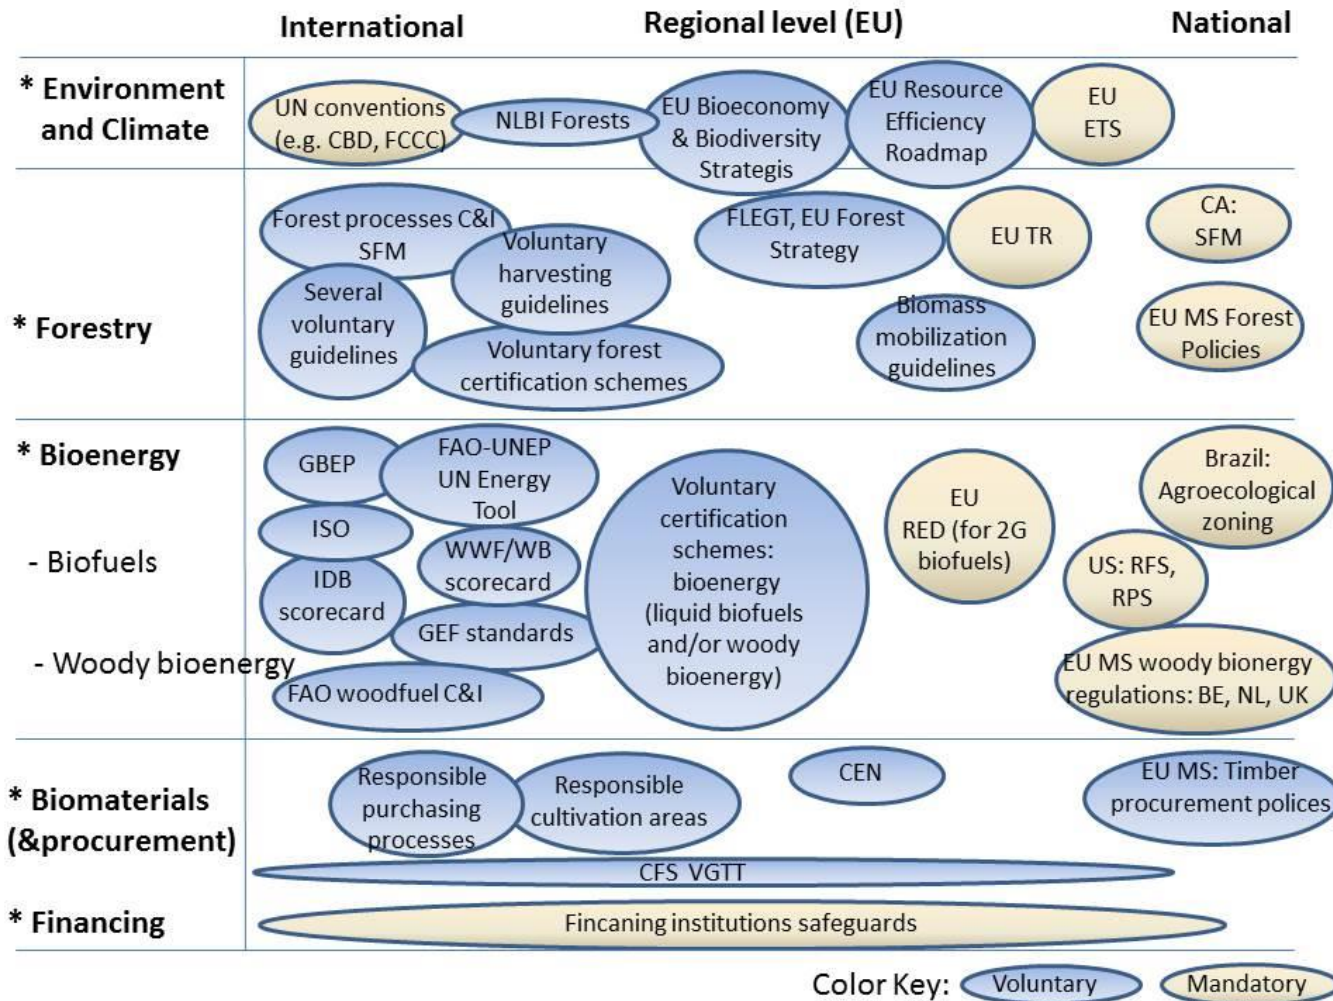 International
Regional level (EU)
National
* Environment
and Climate
UN conventions
(e.g. CBD, FCCC)
NLBI Forests
EU Bioeconomy
& Biodiversity
Strategis
EU Resource
Efficiency
Roadmap
EU
ETS
* Forestry
Forest processes C&I
SFM
Voluntary
harvesting
guidelines
Several
voluntary
guidelines
Voluntary forest
certification schemes
FLEGT, EU Forest
Strategy
EU TR
Biomass
mobilization
guidelines
CA:
SFM
EU MS Forest
Policies
* Bioenergy
- Biofuels
- Woody bioenergy
GBEP
FAO-UNEP
UN Energy
Tool
ISO
WWF/WB
scorecard
IDB
scorecard
GEF standards
FAO woodfuel C&I
Voluntary
certification
schemes:
bioenergy
(liquid biofuels
and/or woody
bioenergy)
EU
RED (for 2G
biofuels)
Brazil:
Agroecological
zoning
US: RFS,
RPS
EU MS woody bionergy
regulations: BE, NL, UK
* Biomaterials
(&procurement)
Responsible
purchasing
processes
Responsible
cultivation areas
CEN
EU MS: Timber
procurement polices
CFS VGTT
* Financing
Fincaning institutions safeguards
Color Key:
Voluntary
Mandatory